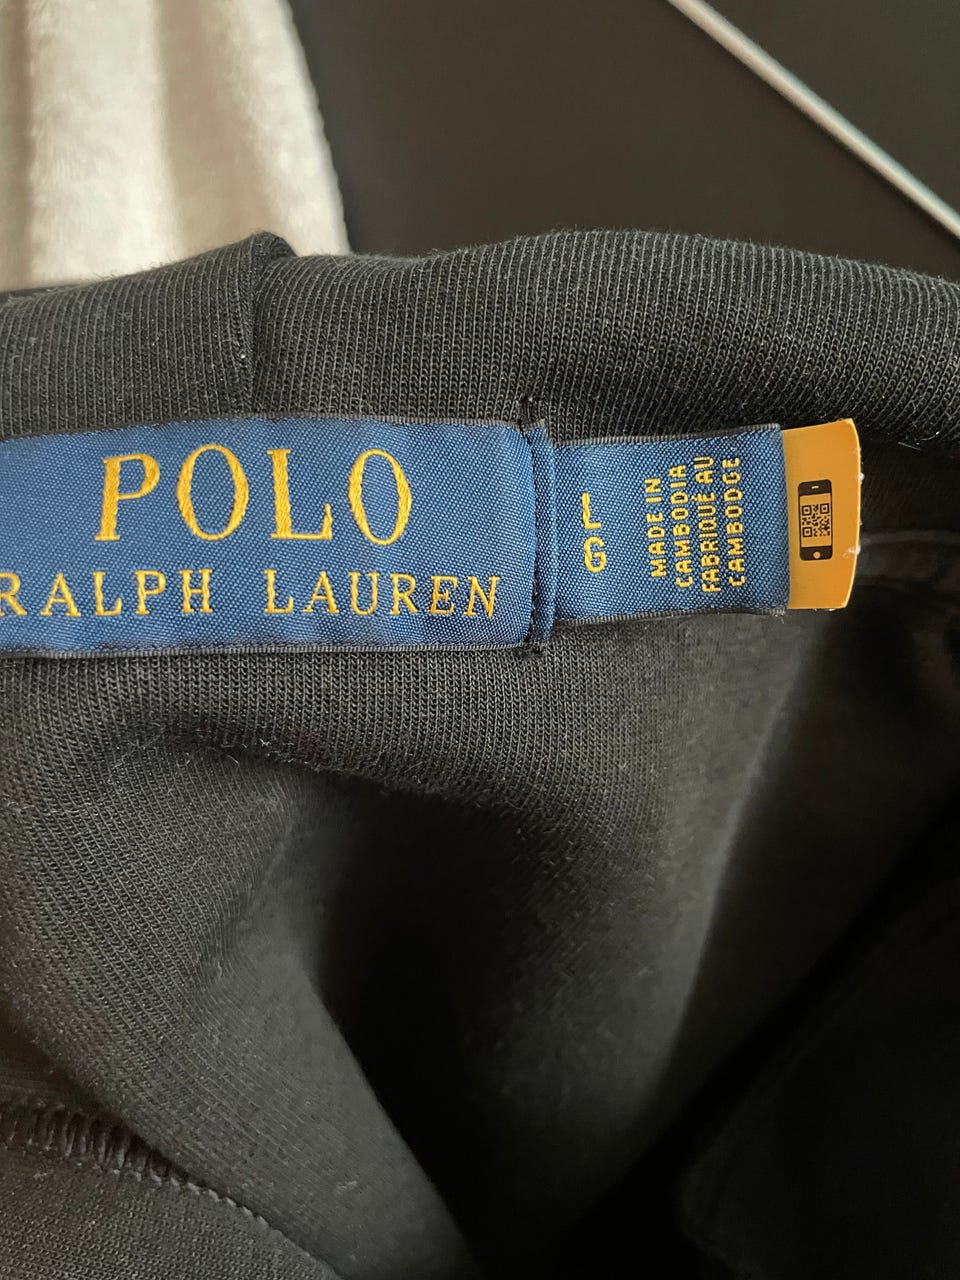 POLO
RALPH LAUREN
L
G
MADE IN
CAMBODIA
FABRIQUÉ AU
CAMBODGE